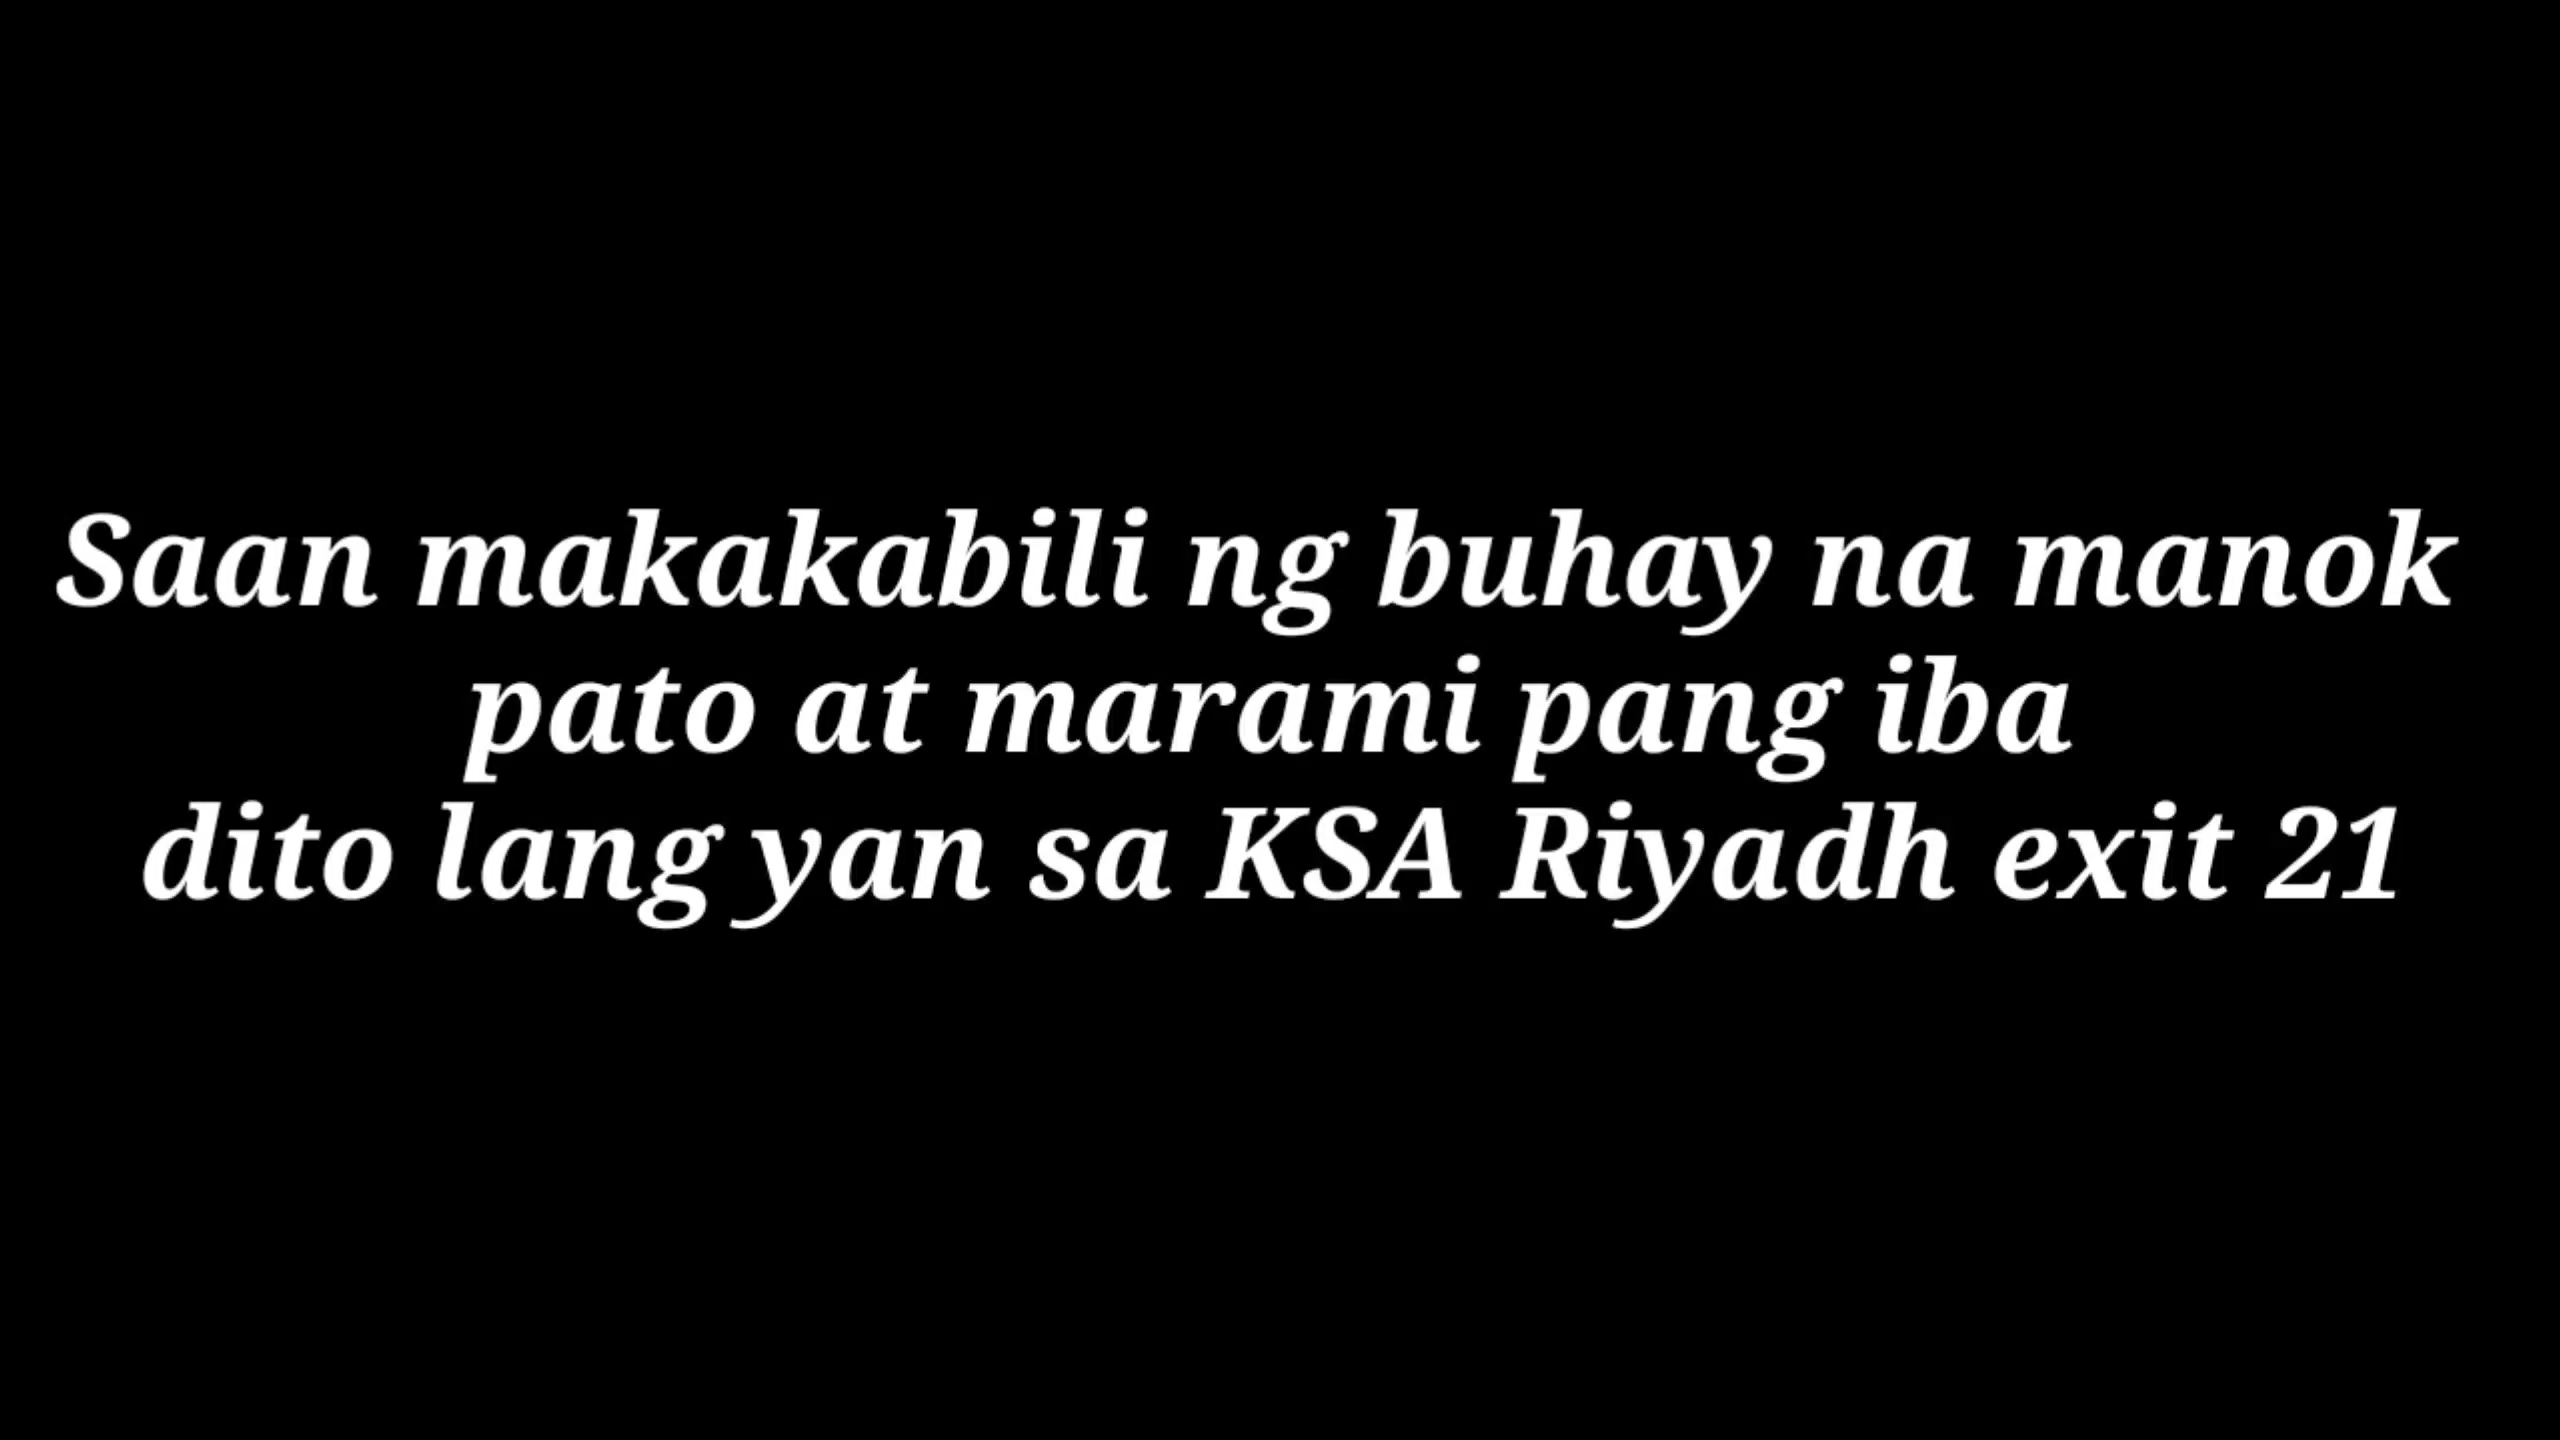 Saan makakabili ng buhay na manok
pato at marami pang iba
dito lang yan sa KSA Riyadh exit 21